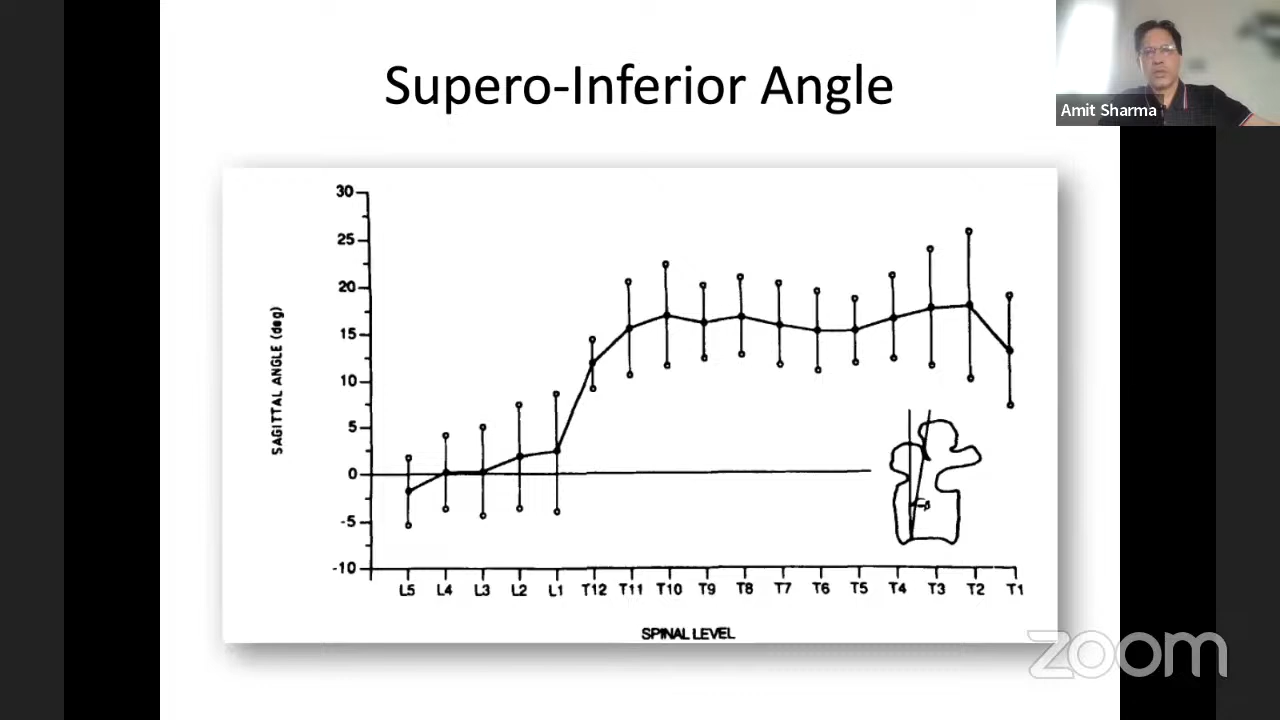 Supero-Inferior Angle
Amit Sharma
30
25
20
15
10
5
0
-5
-10
SAGITTAL ANGLE (deg)
L5 L4 L3 L2 L1 T12 T11 T10 T9 T8 T7 T6 T5 T4 T3 T2 T1
SPINAL LEVEL
zoom